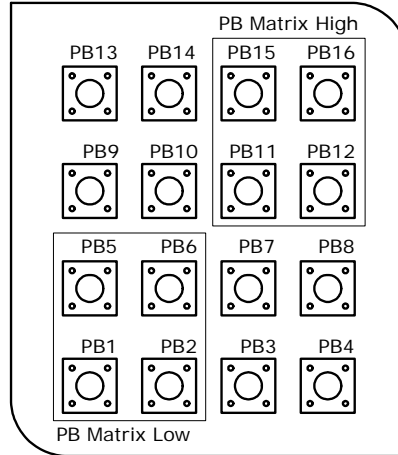 PB Matrix High
PB13 PB14 PB15 PB16
PB9 PB10 PB11 PB12
PB5 PB6 PB7 PB8
PB1 PB2 PB3 PB4
PB Matrix Low